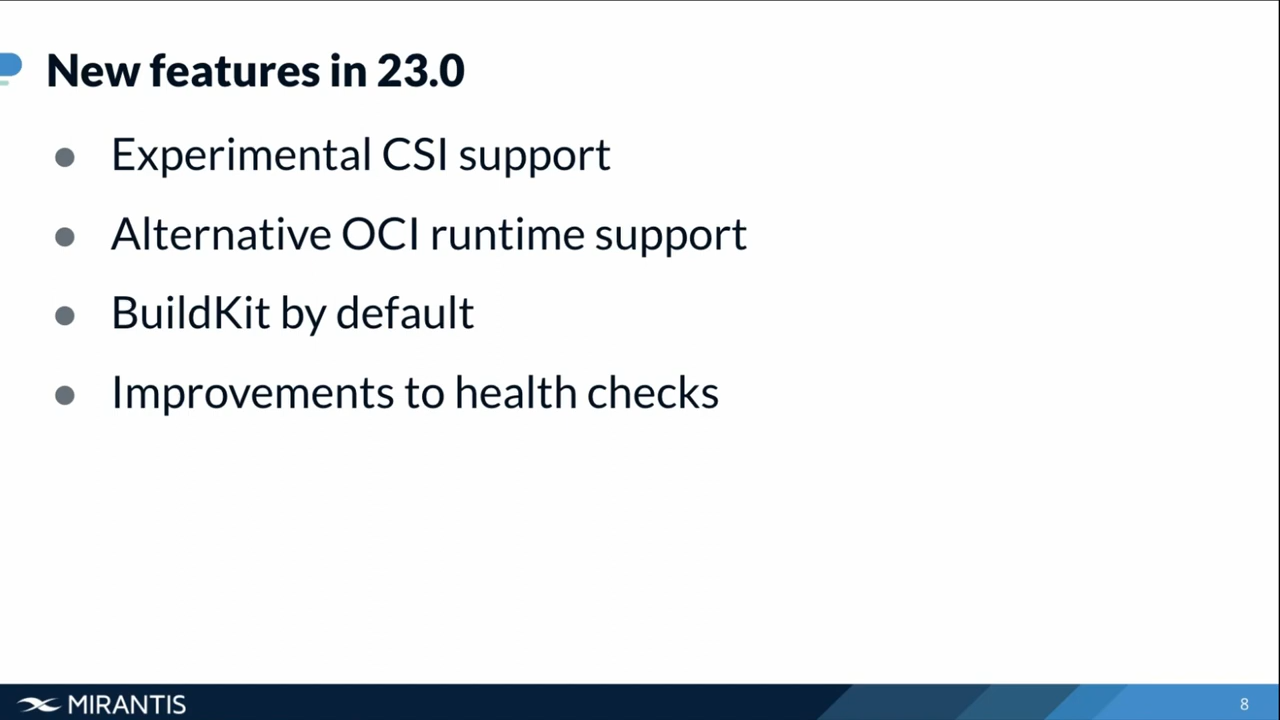 New features in 23.0
● Experimental CSI support
● Alternative OCI runtime support
● BuildKit by default
● Improvements to health checks
MIRANTIS
8